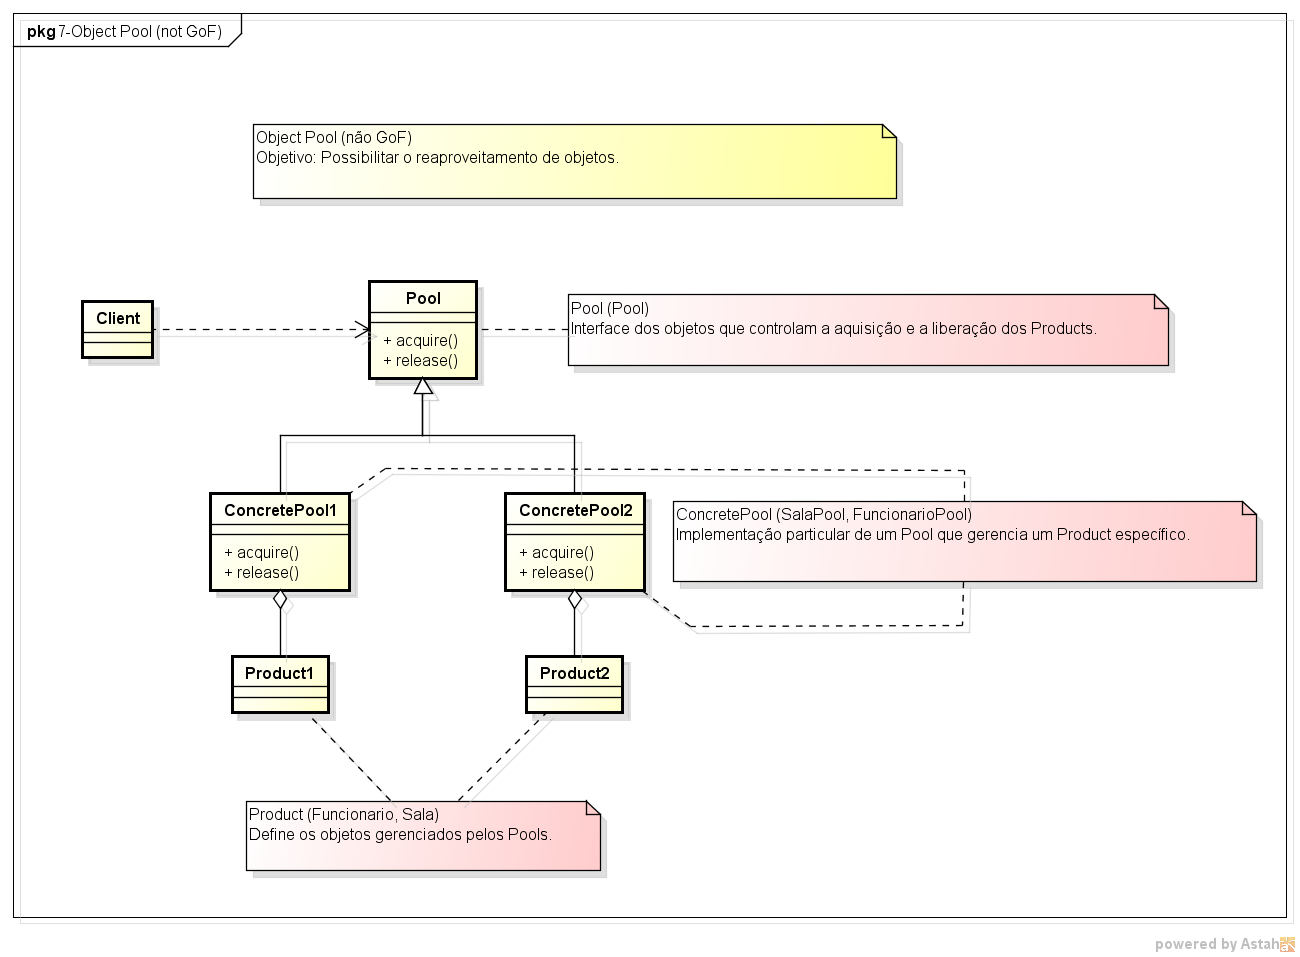 pkg 7-Object Pool (not GoF)
Object Pool (não GoF)
Objetivo: Possibilitar o reaproveitamento de objetos.
Client
Pool
+ acquire()
+ release()
Pool (Pool)
Interface dos objetos que controlam a aquisição e a liberação dos Products.
ConcretePool1
+ acquire()
+ release()
ConcretePool2
+ acquire()
+ release()
ConcretePool (SalaPool, FuncionarioPool)
Implementação particular de um Pool que gerencia um Product específico.
Product1
Product2
Product (Funcionario, Sala)
Define os objetos gerenciados pelos Pools.
powered by Astah